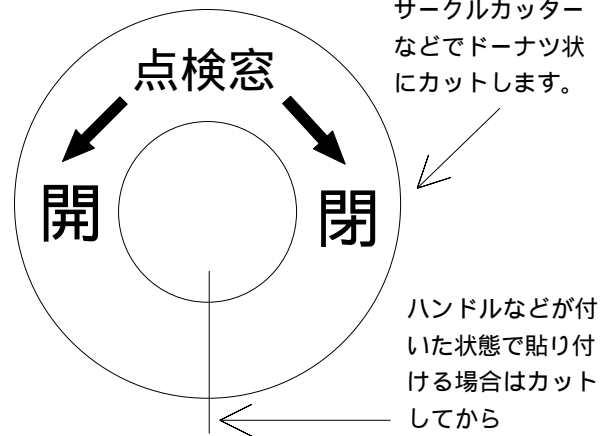 サークルカッター
などでドーナツ状
にカットします。
点検窓
開
閉
ハンドルなどが付
いた状態で貼り付
ける場合はカット
してから